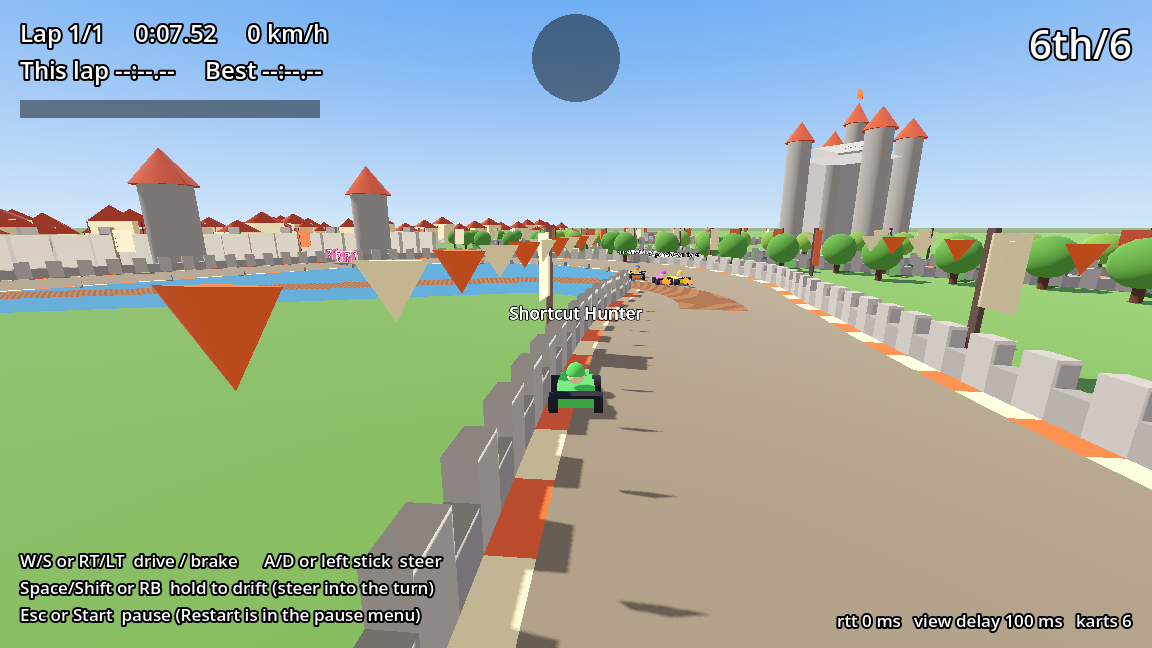 Lap 1/1 0:07.52 0 km/h
6th/6
This lap --:--.-- Best --:--.--
Shortcut Hunter
W/S or RT/LT drive / brake A/D or left stick steer
Space/Shift or RB hold to drift (steer into the turn)
Esc or Start pause (Restart is in the pause menu)
rtt 0 ms view delay 100 ms karts 6